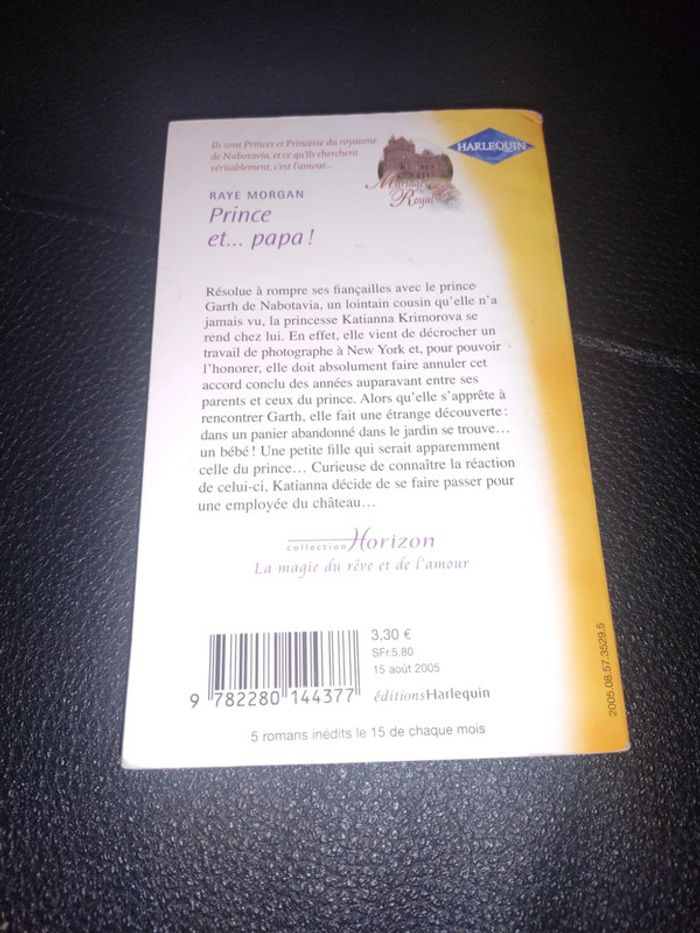 Ils sont Princes et Princesse du royaume
de Nabotavia, et ce qu'ils cherchent
véritablement, c'est l'amour...
HARLEQUIN
Mariage
Royal
RAYE MORGAN
Prince
et... papa !
Résolue à rompre ses fiançailles avec le prince
Garth de Nabotavia, un lointain cousin qu'elle n'a
jamais vu, la princesse Katianna Krimorova se
rend chez lui. En effet, elle vient de décrocher un
travail de photographe à New York et, pour pouvoir
l'honorer, elle doit absolument faire annuler cet
accord conclu des années auparavant entre ses
parents et ceux du prince. Alors qu'elle s'apprête à
rencontrer Garth, elle fait une étrange découverte :
dans un panier abandonné dans le jardin se trouve...
un bébé ! Une petite fille qui serait apparemment
celle du prince... Curieuse de connaître la réaction
de celui-ci, Katianna décide de se faire passer pour
une employée du château...
collection Horizon
La magie du rêve et de l'amour
3,30 €
SFr.5.80
15 août 2005
9 782280 144377
éditions Harlequin
5 romans inédits le 15 de chaque mois
2005.08.57.3529.5